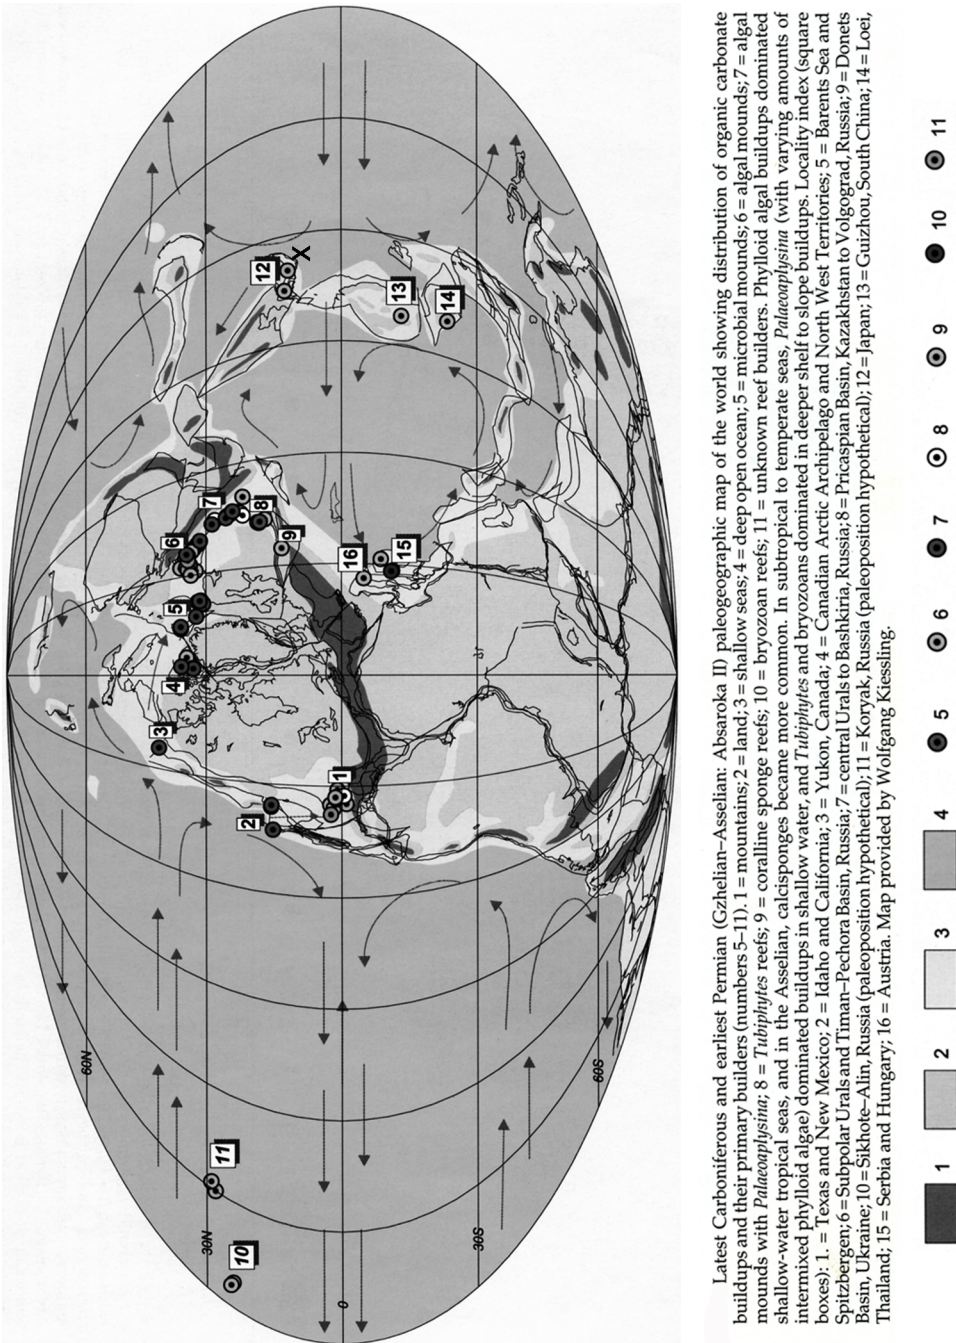 60N
30N
0
30S
60S
1
2
3
4
5
6
7
8
9
10
11
12
13
14
15
16
X
Latest Carboniferous and earliest Permian (Gzhelian–Asselian: Absaroka II) paleogeographic map of the world showing distribution of organic carbonate
buildups and their primary builders (numbers 5–11). 1 = mountains; 2 = land; 3 = shallow seas; 4 = deep open ocean; 5 = microbial mounds; 6 = algal mounds; 7 = algal
mounds with Palaeoaplysina; 8 = Tubiphytes reefs; 9 = coralline sponge reefs; 10 = bryozoan reefs; 11 = unknown reef builders. Phylloid algal buildups dominated
shallow-water tropical seas, and in the Asselian, calcisponges became more common. In subtropical to temperate seas, Palaeoaplysina (with varying amounts of
intermixed phylloid algae) dominated buildups in shallow water, and Tubiphytes and bryozoans dominated in deeper shelf to slope buildups. Locality index (square
boxes): 1. = Texas and New Mexico; 2 = Idaho and California; 3 = Yukon, Canada; 4 = Canadian Arctic Archipelago and North West Territories; 5 = Barents Sea and
Spitzbergen; 6 = Subpolar Urals and Timan–Pechora Basin, Russia; 7 = central Urals to Bashkiria, Russia; 8 = Pricaspian Basin, Kazakhstan to Volgograd, Russia; 9 = Donets
Basin, Ukraine; 10 = Sikhote–Alin, Russia (paleoposition hypothetical); 11 = Koryak, Russia (paleoposition hypothetical); 12 = Japan; 13 = Guizhou, South China; 14 = Loei,
Thailand; 15 = Serbia and Hungary; 16 = Austria. Map provided by Wolfgang Kiessling.
1 2 3 4 5 6 7 8 9 10 11